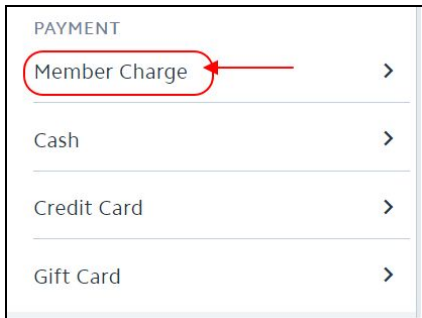 PAYMENT
Member Charge
Cash
Credit Card
Gift Card